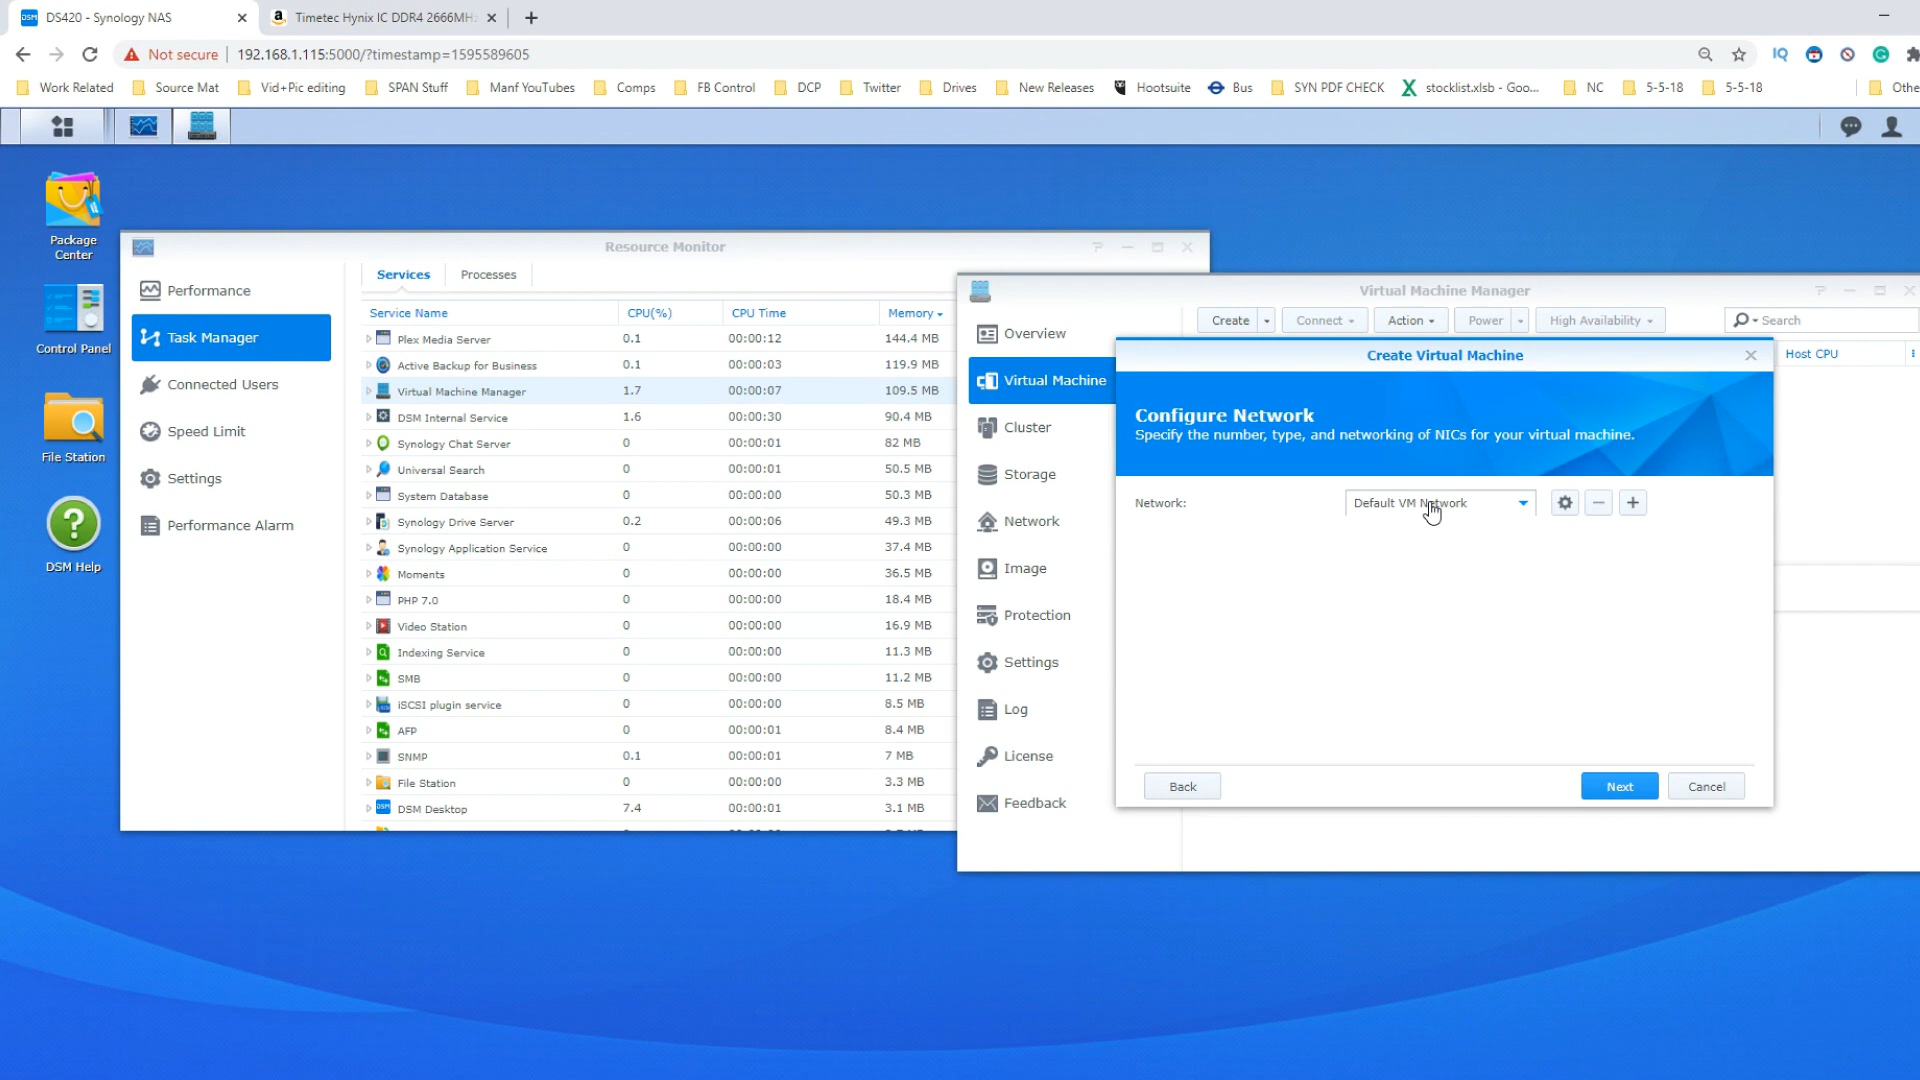 DS420 - Synology NAS
Timetec Hynix IC DDR4 2666MHz
Not secure
192.168.1.115:5000/?timestamp=1595589605
IQ
Work Related
Source Mat
Vid+Pic editing
SPAN Stuff
Manf YouTubes
Comps
FB Control
DCP
Twitter
Drives
New Releases
Hootsuite
Bus
SYN PDF CHECK
stocklist.xlsb - Goo...
NC
5-5-18
5-5-18
Othe
Package
Center
Control Panel
File Station
DSM Help
Resource Monitor
Performance
Task Manager
Connected Users
Speed Limit
Settings
Performance Alarm
Services
Processes
Service Name CPU(%) CPU Time Memory
Plex Media Server 0.1 00:00:12 144.4 MB
Active Backup for Business 0.1 00:00:03 119.9 MB
Virtual Machine Manager 1.7 00:00:07 109.5 MB
DSM Internal Service 1.6 00:00:30 90.4 MB
Synology Chat Server 0 00:00:01 82 MB
Universal Search 0 00:00:01 50.5 MB
System Database 0 00:00:01 50.3 MB
Synology Drive Server 0.2 00:00:06 49.3 MB
Synology Application Service 0 00:00:00 37.4 MB
Moments 0 00:00:00 36.5 MB
PHP 7.0 0 00:00:00 18.4 MB
Video Station 0 00:00:00 16.9 MB
Indexing Service 0 00:00:00 11.3 MB
SMB 0 00:00:00 11.2 MB
iSCSI plugin service 0 00:00:00 8.5 MB
AFP 0 00:00:01 8.4 MB
SNMP 0.1 00:00:01 7 MB
File Station 0 00:00:00 3.3 MB
DSM Desktop 7.4 00:00:01 3.1 MB
Virtual Machine Manager
Overview
Virtual Machine
Cluster
Storage
Network
Image
Protection
Settings
Log
License
Feedback
Create
Connect
Action
Power
High Availability
Search
Host CPU
Create Virtual Machine
Configure Network
Specify the number, type, and networking of NICs for your virtual machine.
Network: Default VM Network
Back
Next
Cancel